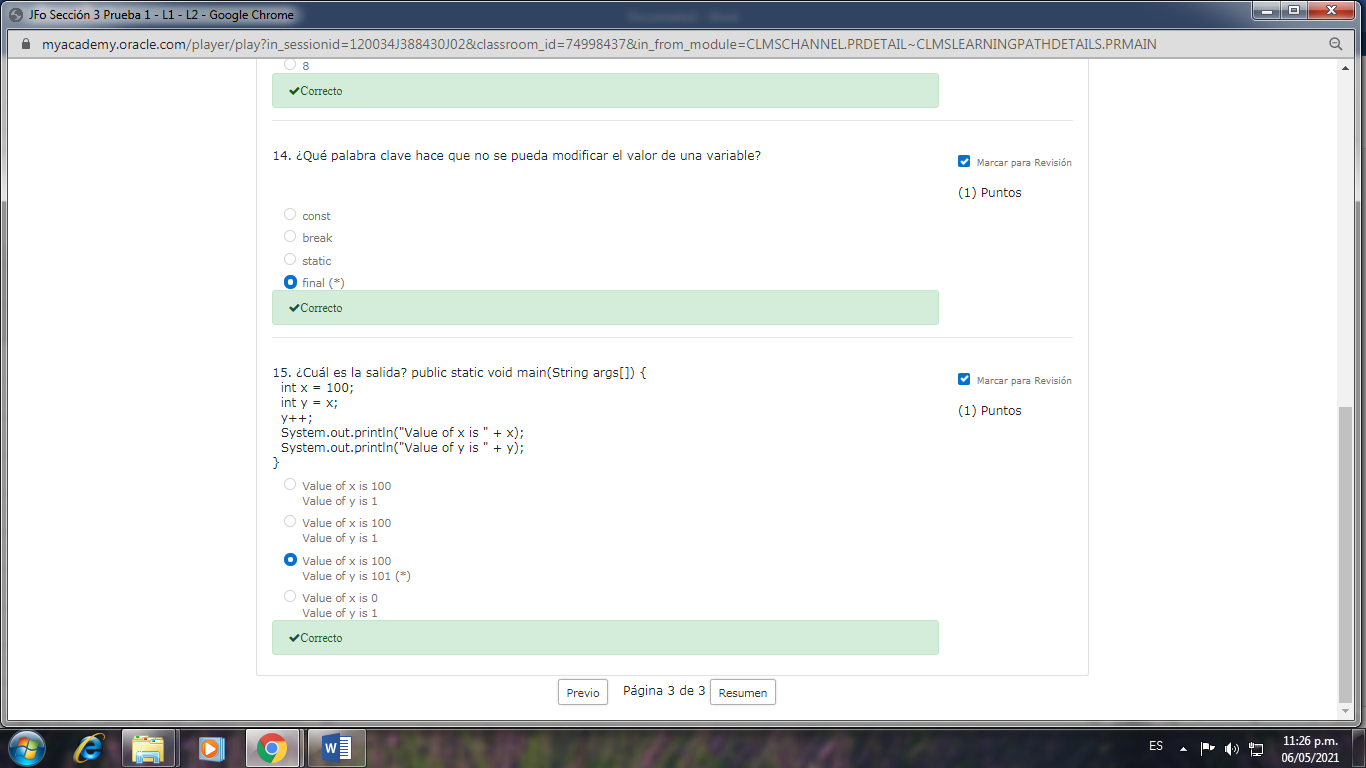 JFo Sección 3 Prueba 1 - L1 - L2 - Google Chrome
myacademy.oracle.com/player/play?in_sessionid=120034J388430J02&classroom_id=74998437&in_from_module=CLMSCHANNEL.PRDETAIL~CLMSLEARNINGPATHDETAILS.PRMAIN
8
✔Correcto
14. ¿Qué palabra clave hace que no se pueda modificar el valor de una variable?
Marcar para Revisión
(1) Puntos
const
break
static
final (*)
✔Correcto
15. ¿Cuál es la salida? public static void main(String args[]) {
int x = 100;
int y = x;
y++;
System.out.println("Value of x is " + x);
System.out.println("Value of y is " + y);
}
Marcar para Revisión
(1) Puntos
Value of x is 100
Value of y is 1
Value of x is 100
Value of y is 1
Value of x is 100
Value of y is 101 (*)
Value of x is 0
Value of y is 1
✔Correcto
Previo Página 3 de 3 Resumen
ES
11:26 p.m.
06/05/2021